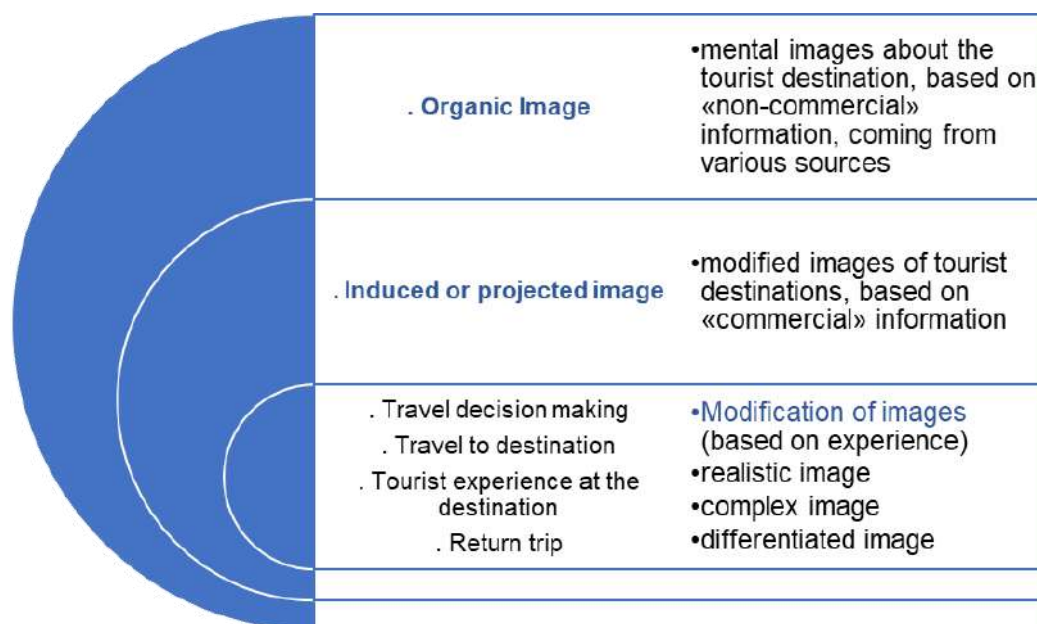 . Organic Image
•mental images about the
tourist destination, based on
«non-commercial»
information, coming from
various sources
. Induced or projected image
•modified images of tourist
destinations, based on
«commercial» information
. Travel decision making
. Travel to destination
. Tourist experience at the
destination
. Return trip
•Modification of images
(based on experience)
•realistic image
•complex image
•differentiated image